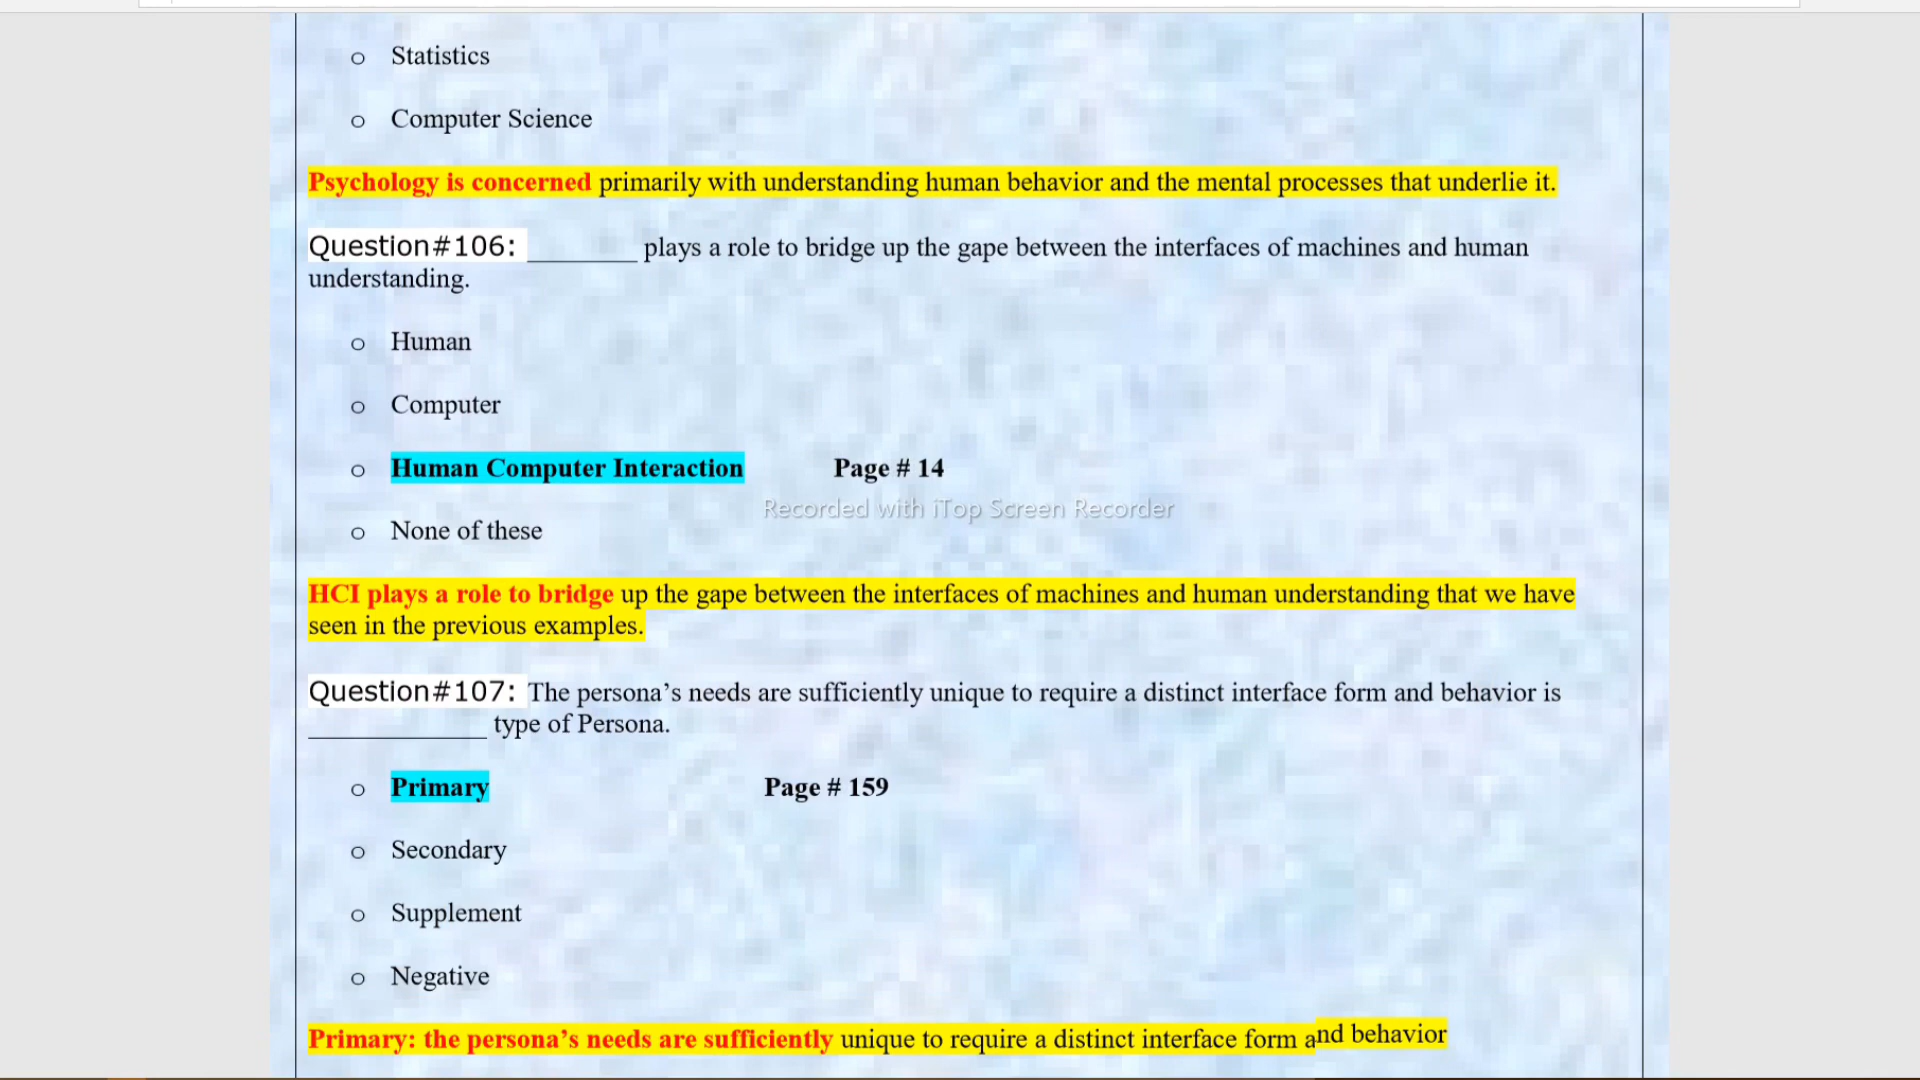 o Statistics
o Computer Science
Psychology is concerned primarily with understanding human behavior and the mental processes that underlie it.
Question#106: ________ plays a role to bridge up the gape between the interfaces of machines and human
understanding.
o Human
o Computer
o Human Computer Interaction Page # 14
Recorded with iTop Screen Recorder
o None of these
HCI plays a role to bridge up the gape between the interfaces of machines and human understanding that we have
seen in the previous examples.
Question#107: The persona’s needs are sufficiently unique to require a distinct interface form and behavior is
_____________ type of Persona.
o Primary Page # 159
o Secondary
o Supplement
o Negative
Primary: the persona’s needs are sufficiently unique to require a distinct interface form and behavior